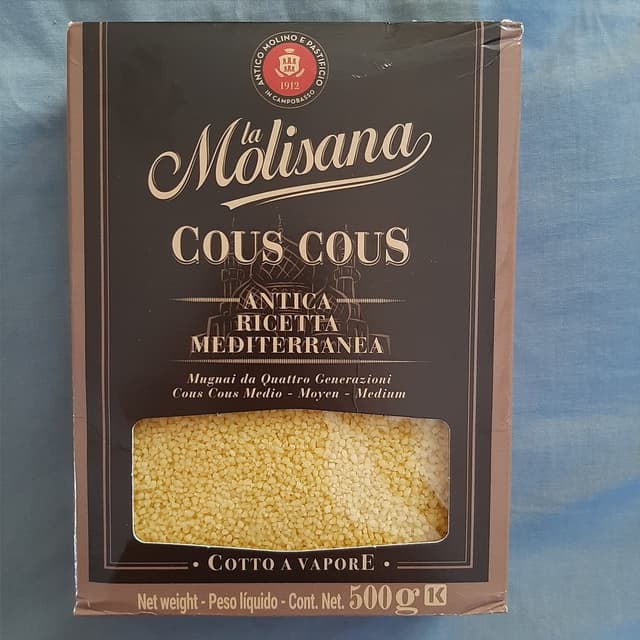 ANTICO MOLINO E PASTIFICIO
1912
IN CAMPOBASSO
la
Molisana
COUS COUS
ANTICA
RICETTA
MEDITERRANEA
Mugnai da Quattro Generazioni
Cous Cous Medio - Moyen - Medium
• COTTO A VAPORE •
Net weight - Peso líquido - Cont. Net. 500g K